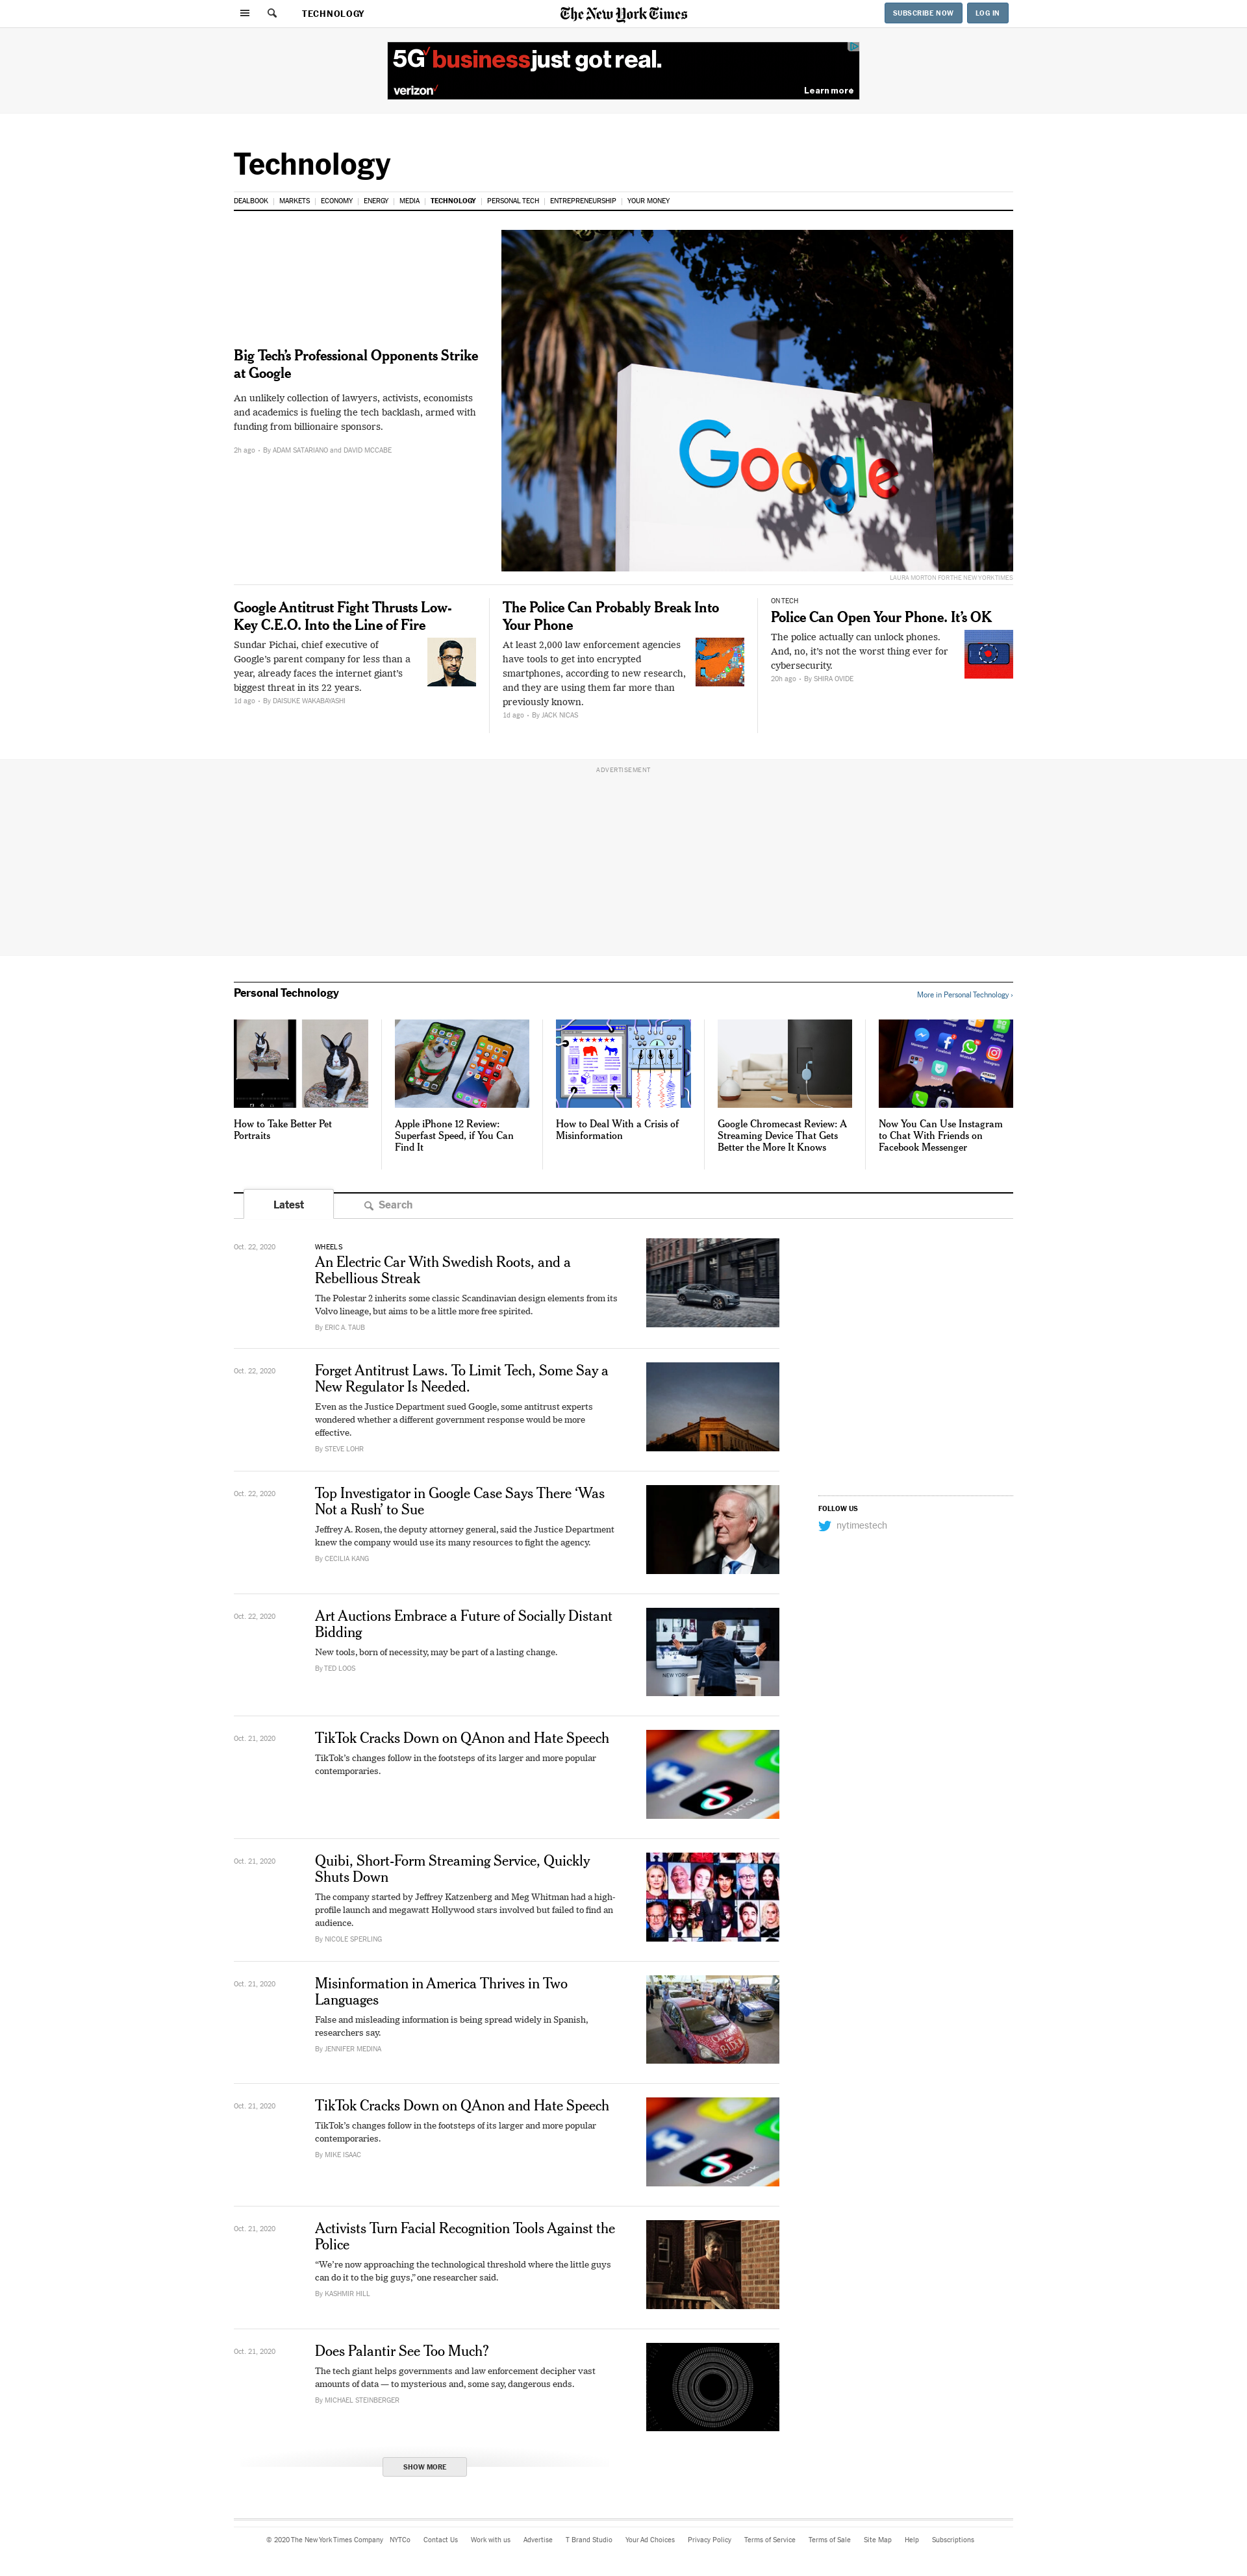 TECHNOLOGY
The New York Times
SUBSCRIBE NOW
LOG IN
5G business just got real.
verizon
Learn more
Technology
DEALBOOK
MARKETS
ECONOMY
ENERGY
MEDIA
TECHNOLOGY
PERSONAL TECH
ENTREPRENEURSHIP
YOUR MONEY
Big Tech's Professional Opponents Strike
at Google
An unlikely collection of lawyers, activists, economists
and academics is fueling the tech backlash, armed with
funding from billionaire sponsors.
2h ago • By ADAM SATARIANO and DAVID MCCABE
Google
LAURA MORTON FOR THE NEW YORK TIMES
Google Antitrust Fight Thrusts Low-
Key C.E.O. Into the Line of Fire
Sundar Pichai, chief executive of
Google's parent company for less than a
year, already faces the internet giant's
biggest threat in its 22 years.
1d ago • By DAISUKE WAKABAYASHI
The Police Can Probably Break Into
Your Phone
At least 2,000 law enforcement agencies
have tools to get into encrypted
smartphones, according to new research,
and they are using them far more than
previously known.
1d ago • By JACK NICAS
ON TECH
Police Can Open Your Phone. It's OK
The police actually can unlock phones.
And, no, it's not the worst thing ever for
cybersecurity.
20h ago • By SHIRA OVIDE
ADVERTISEMENT
Personal Technology
More in Personal Technology ›
How to Take Better Pet
Portraits
Apple iPhone 12 Review:
Superfast Speed, if You Can
Find It
How to Deal With a Crisis of
Misinformation
Google Chromecast Review: A
Streaming Device That Gets
Better the More It Knows
Now You Can Use Instagram
to Chat With Friends on
Facebook Messenger
Latest
Search
Oct. 22, 2020
WHEELS
An Electric Car With Swedish Roots, and a
Rebellious Streak
The Polestar 2 inherits some classic Scandinavian design elements from its
Volvo lineage, but aims to be a little more free spirited.
By ERIC A. TAUB
Oct. 22, 2020
Forget Antitrust Laws. To Limit Tech, Some Say a
New Regulator Is Needed.
Even as the Justice Department sued Google, some antitrust experts
wondered whether a different government response would be more
effective.
By STEVE LOHR
Oct. 22, 2020
Top Investigator in Google Case Says There 'Was
Not a Rush' to Sue
Jeffrey A. Rosen, the deputy attorney general, said the Justice Department
knew the company would use its many resources to fight the agency.
By CECILIA KANG
FOLLOW US
nytimestech
Oct. 22, 2020
Art Auctions Embrace a Future of Socially Distant
Bidding
New tools, born of necessity, may be part of a lasting change.
By TED LOOS
NEW YORK
Oct. 21, 2020
TikTok Cracks Down on QAnon and Hate Speech
TikTok's changes follow in the footsteps of its larger and more popular
contemporaries.
TikTok
Oct. 21, 2020
Quibi, Short-Form Streaming Service, Quickly
Shuts Down
The company started by Jeffrey Katzenberg and Meg Whitman had a high-
profile launch and megawatt Hollywood stars involved but failed to find an
audience.
By NICOLE SPERLING
Oct. 21, 2020
Misinformation in America Thrives in Two
Languages
False and misleading information is being spread widely in Spanish,
researchers say.
By JENNIFER MEDINA
Oct. 21, 2020
TikTok Cracks Down on QAnon and Hate Speech
TikTok's changes follow in the footsteps of its larger and more popular
contemporaries.
By MIKE ISAAC
TikTok
Oct. 21, 2020
Activists Turn Facial Recognition Tools Against the
Police
“We're now approaching the technological threshold where the little guys
can do it to the big guys,” one researcher said.
By KASHMIR HILL
Oct. 21, 2020
Does Palantir See Too Much?
The tech giant helps governments and law enforcement decipher vast
amounts of data — to mysterious and, some say, dangerous ends.
By MICHAEL STEINBERGER
SHOW MORE
© 2020 The New York Times Company
NYTCo
Contact Us
Work with us
Advertise
T Brand Studio
Your Ad Choices
Privacy Policy
Terms of Service
Terms of Sale
Site Map
Help
Subscriptions